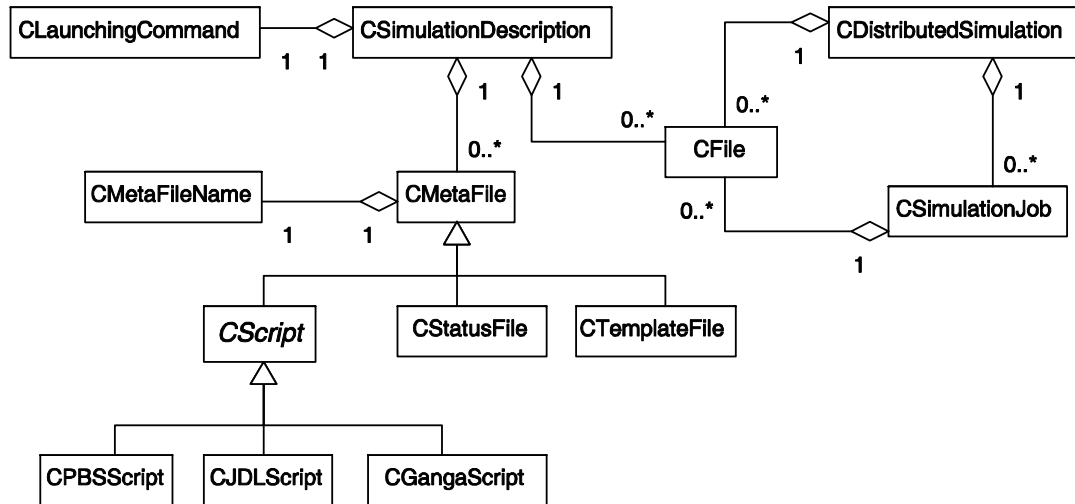 CLaunchingCommand
CSimulationDescription
CDistributedSimulation
1
1
1
1
1
1
0..*
0..*
0..*
CFile
0..*
0..*
CMetaFileName
CMetaFile
CSimulationJob
1
1
0..*
1
CScript
CStatusFile
CTemplateFile
CPBSScript
CJDLScript
CGangaScript